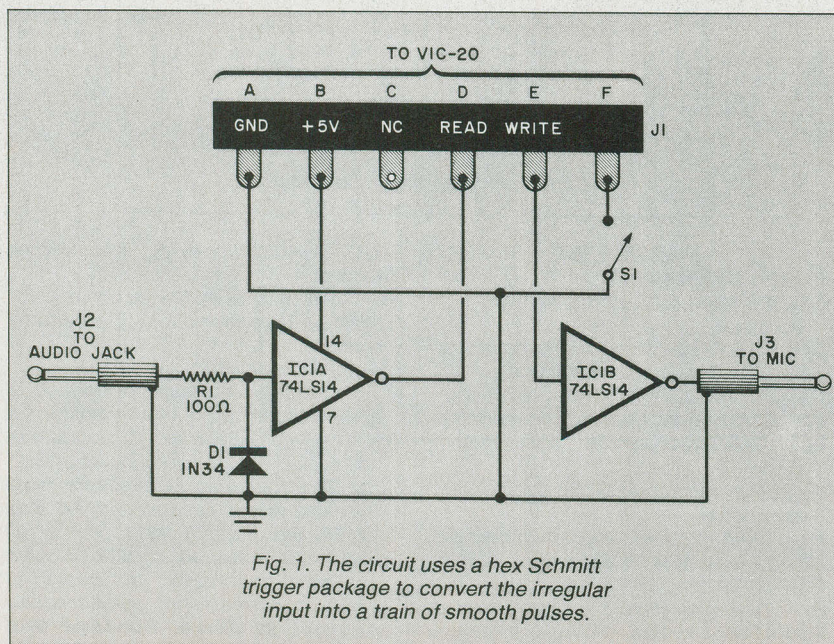 TO VIC-20
A B C D E F
GND +5V NC READ WRITE J1
S1
J2
TO
AUDIO JACK
R1
100Ω
D1
1N34
14
IC1A
74LS14
7
IC1B
74LS14
J3
TO MIC
Fig. 1. The circuit uses a hex Schmitt
trigger package to convert the irregular
input into a train of smooth pulses.